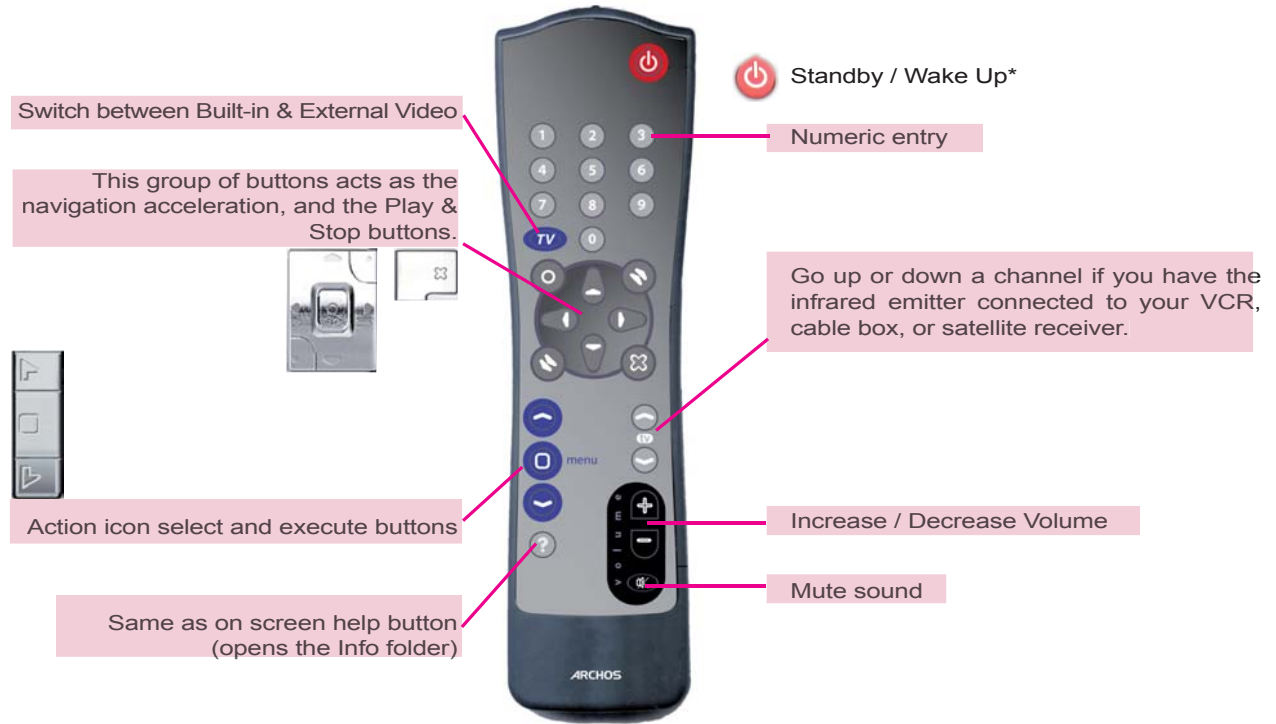 Standby / Wake Up*
Switch between Built-in & External Video
Numeric entry
This group of buttons acts as the
navigation acceleration, and the Play &
Stop buttons.
Go up or down a channel if you have the
infrared emitter connected to your VCR,
cable box, or satellite receiver.
Action icon select and execute buttons
Increase / Decrease Volume
Mute sound
Same as on screen help button
(opens the Info folder)
1 2 3
4 5 6
7 8 9
TV 0
tv
menu
volume
?
ARCHOS